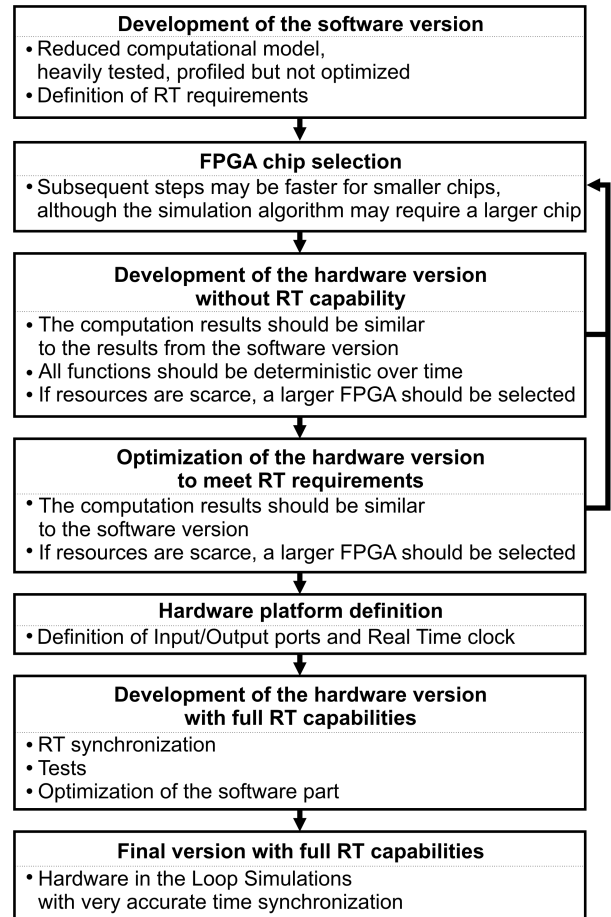 Development of the software version
• Reduced computational model,
heavily tested, profiled but not optimized
• Definition of RT requirements
FPGA chip selection
• Subsequent steps may be faster for smaller chips,
although the simulation algorithm may require a larger chip
Development of the hardware version
without RT capability
• The computation results should be similar
to the results from the software version
• All functions should be deterministic over time
• If resources are scarce, a larger FPGA should be selected
Optimization of the hardware version
to meet RT requirements
• The computation results should be similar
to the software version
• If resources are scarce, a larger FPGA should be selected
Hardware platform definition
• Definition of Input/Output ports and Real Time clock
Development of the hardware version
with full RT capabilities
• RT synchronization
• Tests
• Optimization of the software part
Final version with full RT capabilities
• Hardware in the Loop Simulations
with very accurate time synchronization